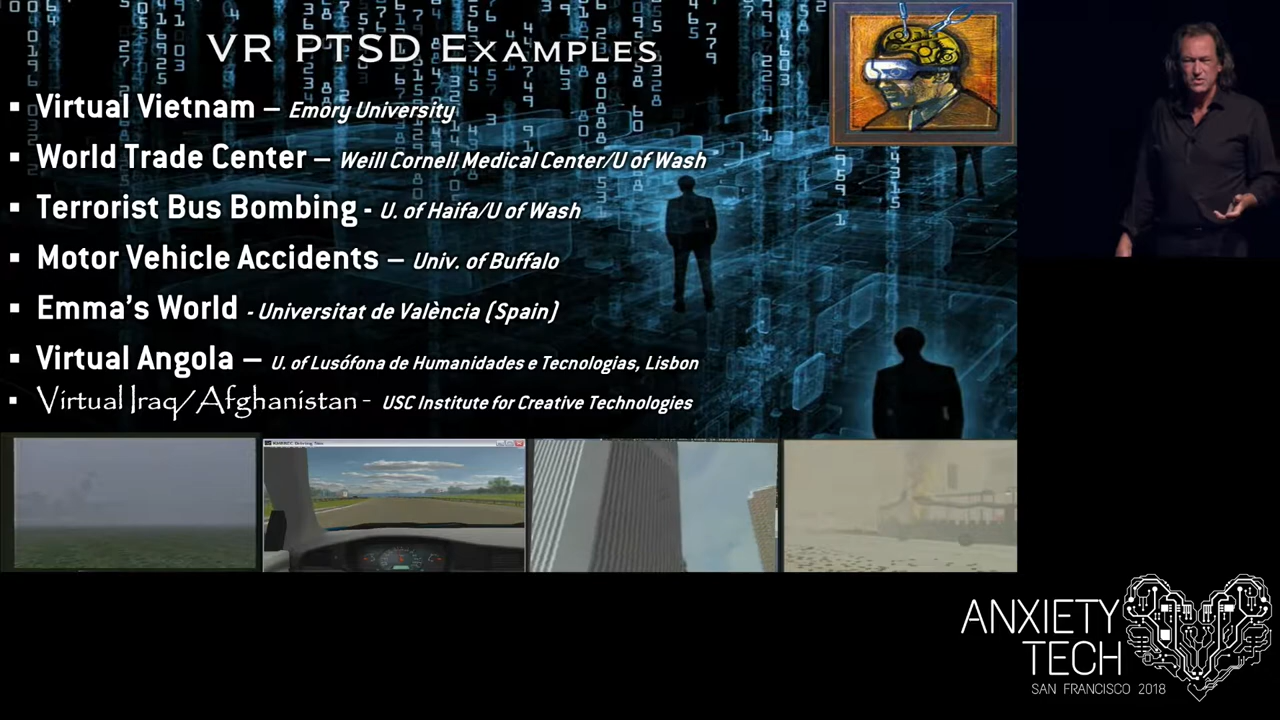 VR PTSD EXAMPLES
▪ Virtual Vietnam – Emory University
▪ World Trade Center – Weill Cornell Medical Center/U of Wash
▪ Terrorist Bus Bombing - U. of Haifa/U of Wash
▪ Motor Vehicle Accidents – Univ. of Buffalo
▪ Emma's World - Universitat de València (Spain)
▪ Virtual Angola – U. of Lusófona de Humanidades e Tecnologias, Lisbon
▪ Virtual Iraq/Afghanistan - USC Institute for Creative Technologies
ANXIETY
TECH
SAN FRANCISCO 2018